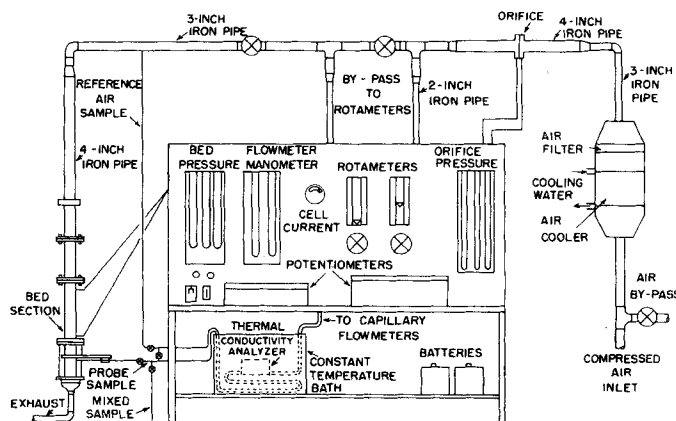 3-INCH
IRON PIPE
ORIFICE
4-INCH
IRON PIPE
REFERENCE
AIR
SAMPLE
BY-PASS
TO
ROTAMETERS
2-INCH
IRON PIPE
3-INCH
IRON
PIPE
4-INCH
IRON PIPE
BED
PRESSURE
FLOWMETER
MANOMETER
ROTAMETERS
ORIFICE
PRESSURE
AIR
FILTER
CELL
CURRENT
COOLING
WATER
AIR
COOLER
POTENTIOMETERS
BED
SECTION
THERMAL
CONDUCTIVITY
ANALYZER
TO CAPILLARY
FLOWMETERS
AIR
BY-PASS
CONSTANT
TEMPERATURE
BATH
BATTERIES
PROBE
SAMPLE
COMPRESSED
AIR
INLET
EXHAUST
MIXED
SAMPLE